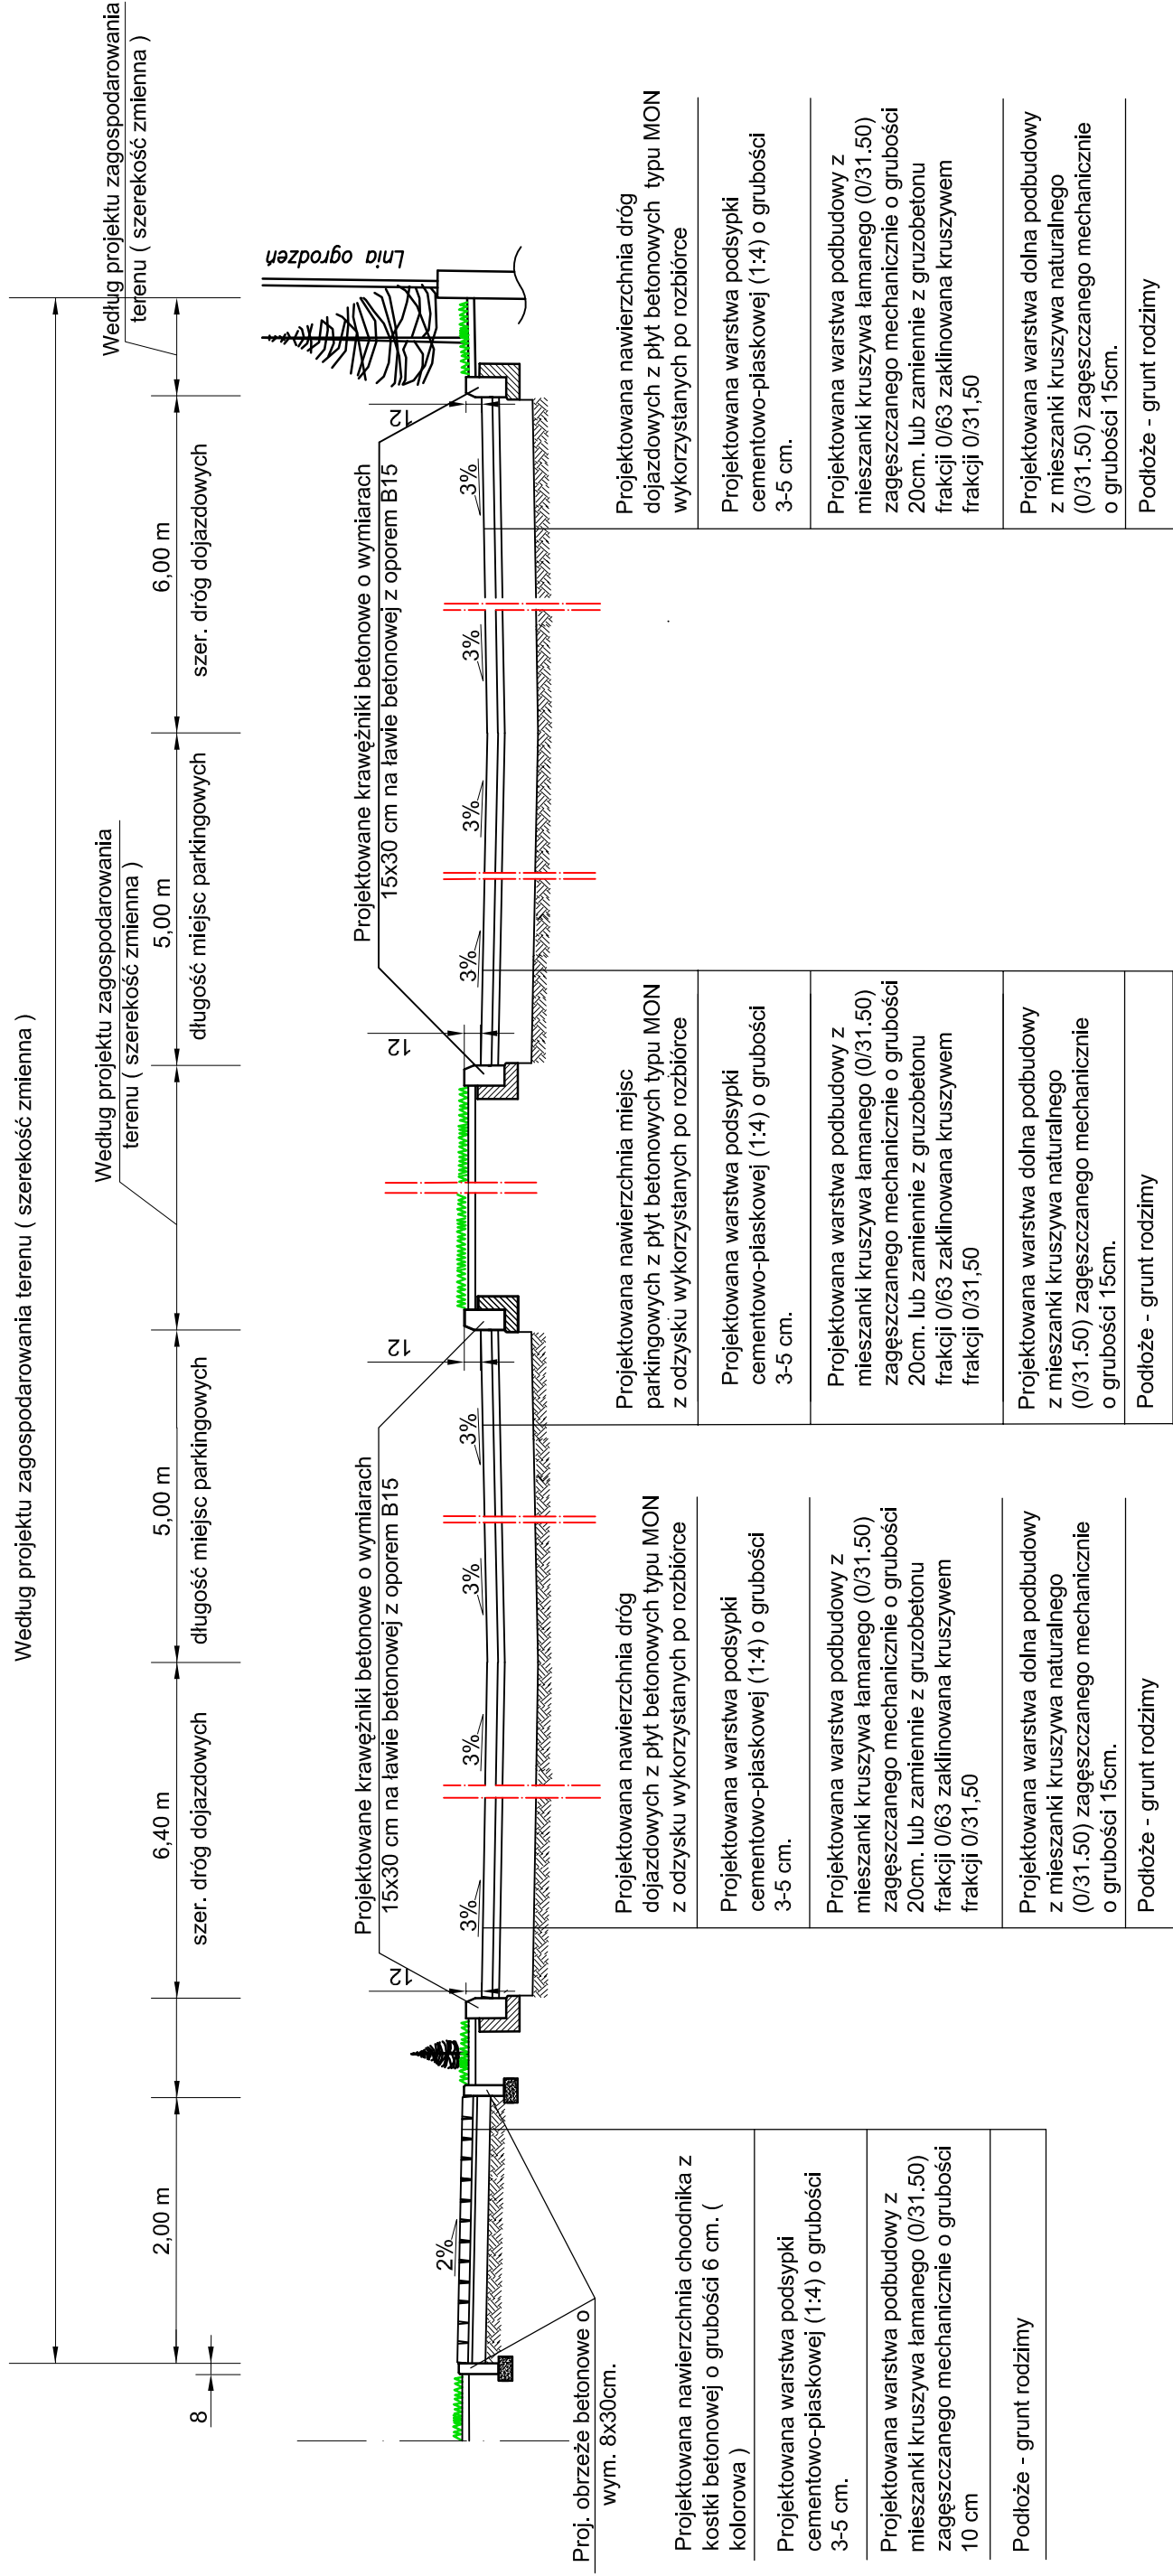 Według projektu zagospodarowania terenu ( szerekość zmienna )
Według projektu zagospodarowania
terenu ( szerekość zmienna )
Według projektu zagospodarowania
terenu ( szerekość zmienna )
8
2,00 m
6,40 m
szer. dróg dojazdowych
5,00 m
długość miejsc parkingowych
5,00 m
długość miejsc parkingowych
6,00 m
szer. dróg dojazdowych
Lnia ogrodzeń
Projektowane krawężniki betonowe o wymiarach
15x30 cm na ławie betonowej z oporem B15
Projektowane krawężniki betonowe o wymiarach
15x30 cm na ławie betonowej z oporem B15
12
12
12
12
2%
3%
3%
3%
3%
3%
3%
3%
3%
Proj. obrzeże betonowe o
wym. 8x30cm.
Projektowana nawierzchnia choodnika z
kostki betonowej o grubości 6 cm. (
kolorowa )
Projektowana warstwa podsypki
cementowo-piaskowej (1:4) o grubości
3-5 cm.
Projektowana warstwa podbudowy z
mieszanki kruszywa łamanego (0/31.50)
zagęszczanego mechanicznie o grubości
10 cm
Podłoże - grunt rodzimy
Projektowana nawierzchnia dróg
dojazdowych z płyt betonowych typu MON
z odzysku wykorzystanych po rozbiórce
Projektowana warstwa podsypki
cementowo-piaskowej (1:4) o grubości
3-5 cm.
Projektowana warstwa podbudowy z
mieszanki kruszywa łamanego (0/31.50)
zagęszczanego mechanicznie o grubości
20cm. lub zamiennie z gruzobetonu
frakcji 0/63 zaklinowana kruszywem
frakcji 0/31,50
Projektowana warstwa dolna podbudowy
z mieszanki kruszywa naturalnego
(0/31.50) zagęszczanego mechanicznie
o grubości 15cm.
Podłoże - grunt rodzimy
Projektowana nawierzchnia miejsc
parkingowych z płyt betonowych typu MON
z odzysku wykorzystanych po rozbiórce
Projektowana warstwa podsypki
cementowo-piaskowej (1:4) o grubości
3-5 cm.
Projektowana warstwa podbudowy z
mieszanki kruszywa łamanego (0/31.50)
zagęszczanego mechanicznie o grubości
20cm. lub zamiennie z gruzobetonu
frakcji 0/63 zaklinowana kruszywem
frakcji 0/31,50
Projektowana warstwa dolna podbudowy
z mieszanki kruszywa naturalnego
(0/31.50) zagęszczanego mechanicznie
o grubości 15cm.
Podłoże - grunt rodzimy
Projektowana nawierzchnia dróg
dojazdowych z płyt betonowych typu MON
wykorzystanych po rozbiórce
Projektowana warstwa podsypki
cementowo-piaskowej (1:4) o grubości
3-5 cm.
Projektowana warstwa podbudowy z
mieszanki kruszywa łamanego (0/31.50)
zagęszczanego mechanicznie o grubości
20cm. lub zamiennie z gruzobetonu
frakcji 0/63 zaklinowana kruszywem
frakcji 0/31,50
Projektowana warstwa dolna podbudowy
z mieszanki kruszywa naturalnego
(0/31.50) zagęszczanego mechanicznie
o grubości 15cm.
Podłoże - grunt rodzimy